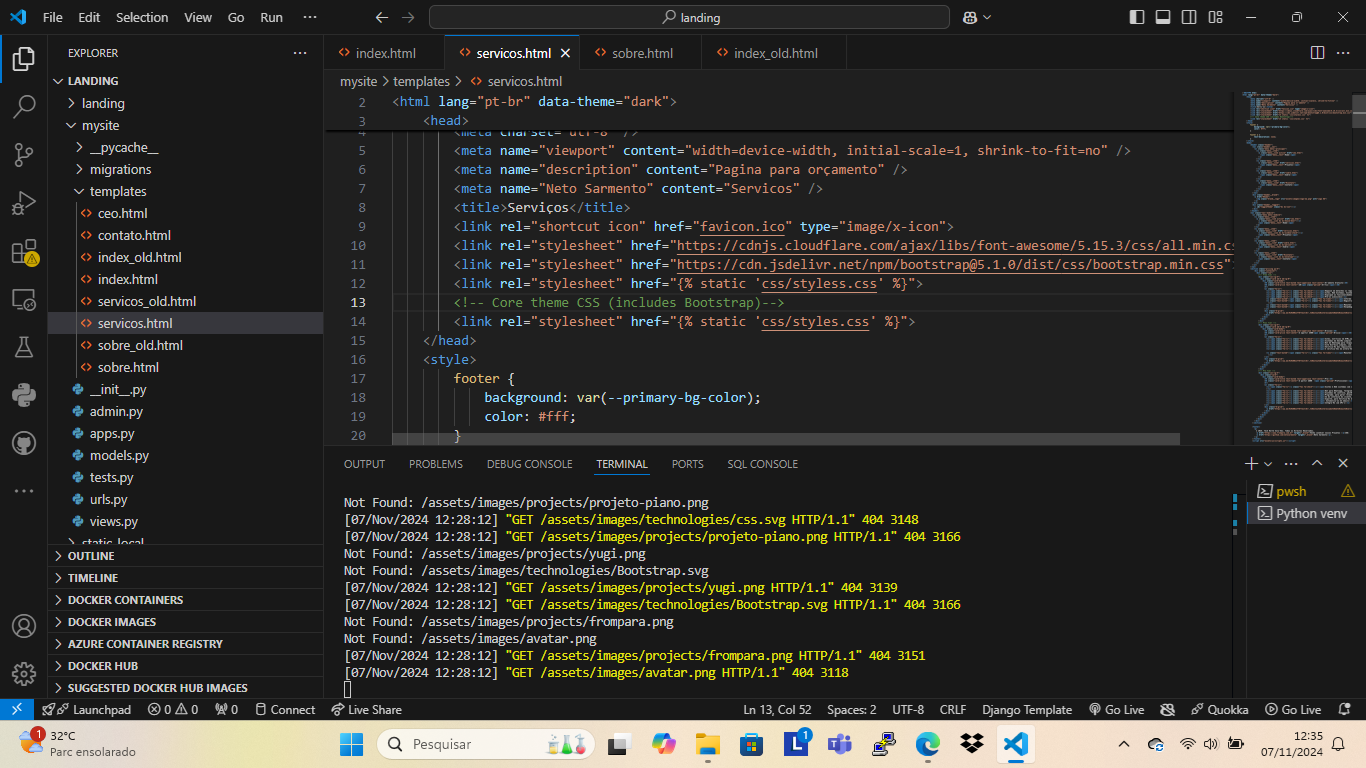 File Edit Selection View Go Run ··· landing
EXPLORER ···
LANDING
landing
mysite
__pycache__
migrations
templates
ceo.html
contato.html
index_old.html
index.html
servicos_old.html
servicos.html
sobre_old.html
sobre.html
__init__.py
admin.py
apps.py
models.py
tests.py
urls.py
views.py
static_local
OUTLINE
TIMELINE
DOCKER CONTAINERS
DOCKER IMAGES
AZURE CONTAINER REGISTRY
DOCKER HUB
SUGGESTED DOCKER HUB IMAGES
index.html servicos.html sobre.html index_old.html
mysite > templates > servicos.html
2 <html lang="pt-br" data-theme="dark">
3 <head>
4 <meta charset="utf-8" />
5 <meta name="viewport" content="width=device-width, initial-scale=1, shrink-to-fit=no" />
6 <meta name="description" content="Pagina para orçamento" />
7 <meta name="Neto Sarmento" content="Servicos" />
8 <title>Serviços</title>
9 <link rel="shortcut icon" href="favicon.ico" type="image/x-icon">
10 <link rel="stylesheet" href="https://cdnjs.cloudflare.com/ajax/libs/font-awesome/5.15.3/css/all.min.cs
11 <link rel="stylesheet" href="https://cdn.jsdelivr.net/npm/bootstrap@5.1.0/dist/css/bootstrap.min.css"
12 <link rel="stylesheet" href="{% static 'css/styless.css' %}">
13 <!-- Core theme CSS (includes Bootstrap)-->
14 <link rel="stylesheet" href="{% static 'css/styles.css' %}">
15 </head>
16 <style>
17 footer {
18 background: var(--primary-bg-color);
19 color: #fff;
20 }
OUTPUT PROBLEMS DEBUG CONSOLE TERMINAL PORTS SQL CONSOLE
Not Found: /assets/images/projects/projeto-piano.png
[07/Nov/2024 12:28:12] "GET /assets/images/technologies/css.svg HTTP/1.1" 404 3148
[07/Nov/2024 12:28:12] "GET /assets/images/projects/projeto-piano.png HTTP/1.1" 404 3166
Not Found: /assets/images/projects/yugi.png
Not Found: /assets/images/technologies/Bootstrap.svg
[07/Nov/2024 12:28:12] "GET /assets/images/projects/yugi.png HTTP/1.1" 404 3139
[07/Nov/2024 12:28:12] "GET /assets/images/technologies/Bootstrap.svg HTTP/1.1" 404 3166
Not Found: /assets/images/projects/frompara.png
Not Found: /assets/images/avatar.png
[07/Nov/2024 12:28:12] "GET /assets/images/projects/frompara.png HTTP/1.1" 404 3151
[07/Nov/2024 12:28:12] "GET /assets/images/avatar.png HTTP/1.1" 404 3118
pwsh
Python venv
Launchpad 0 0 0 Connect Live Share Ln 13, Col 52 Spaces: 2 UTF-8 CRLF Django Template Go Live Quokka Go Live
1
32°C
Parc ensolarado
Pesquisar
L 1
12:35
07/11/2024